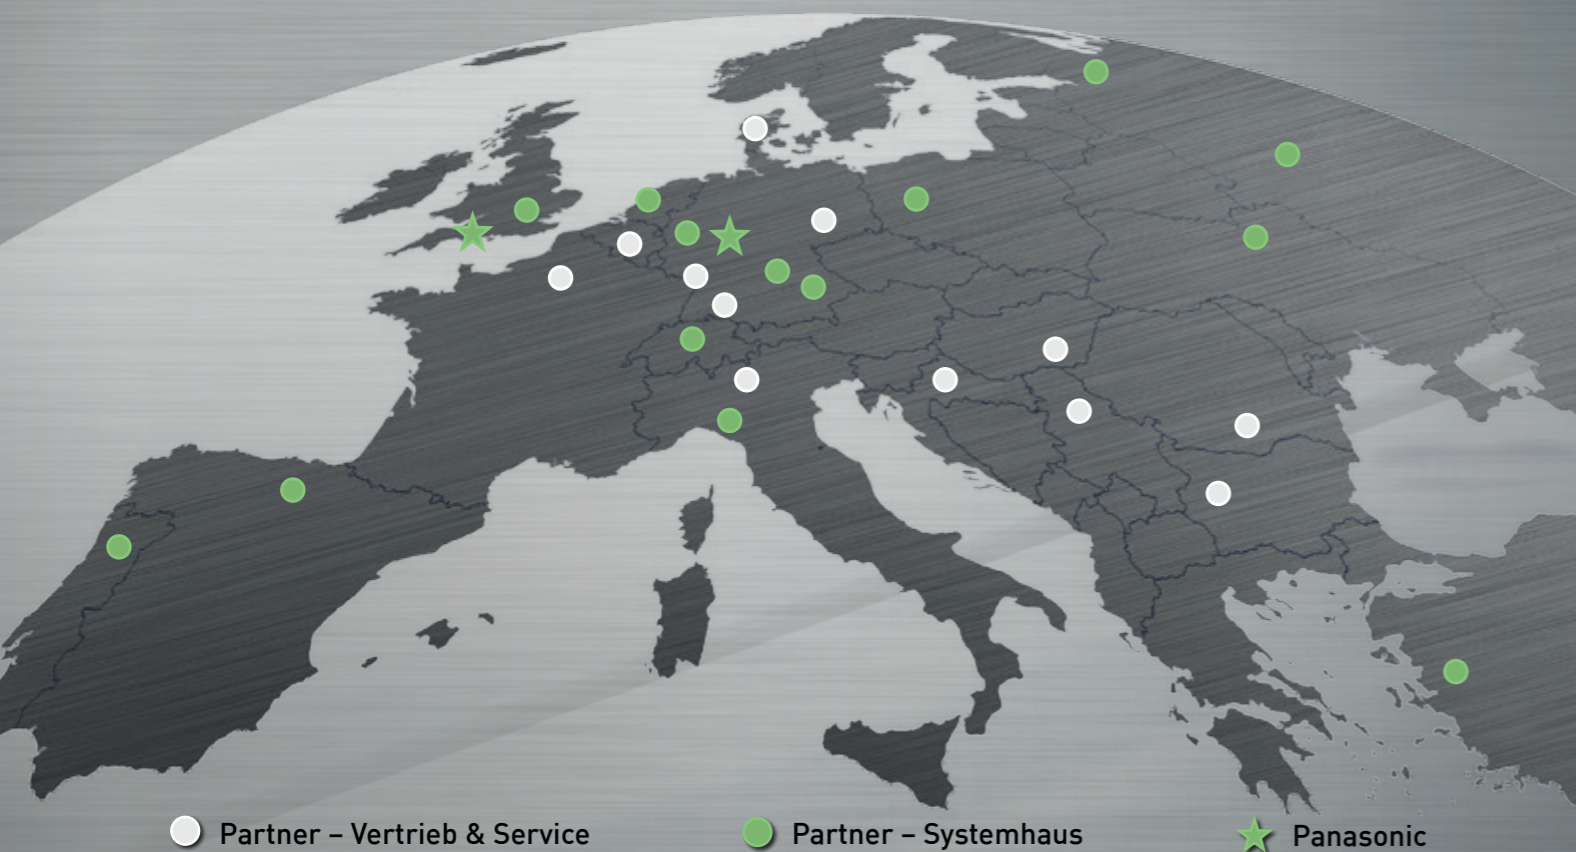 Partner – Vertrieb & Service
Partner – Systemhaus
Panasonic